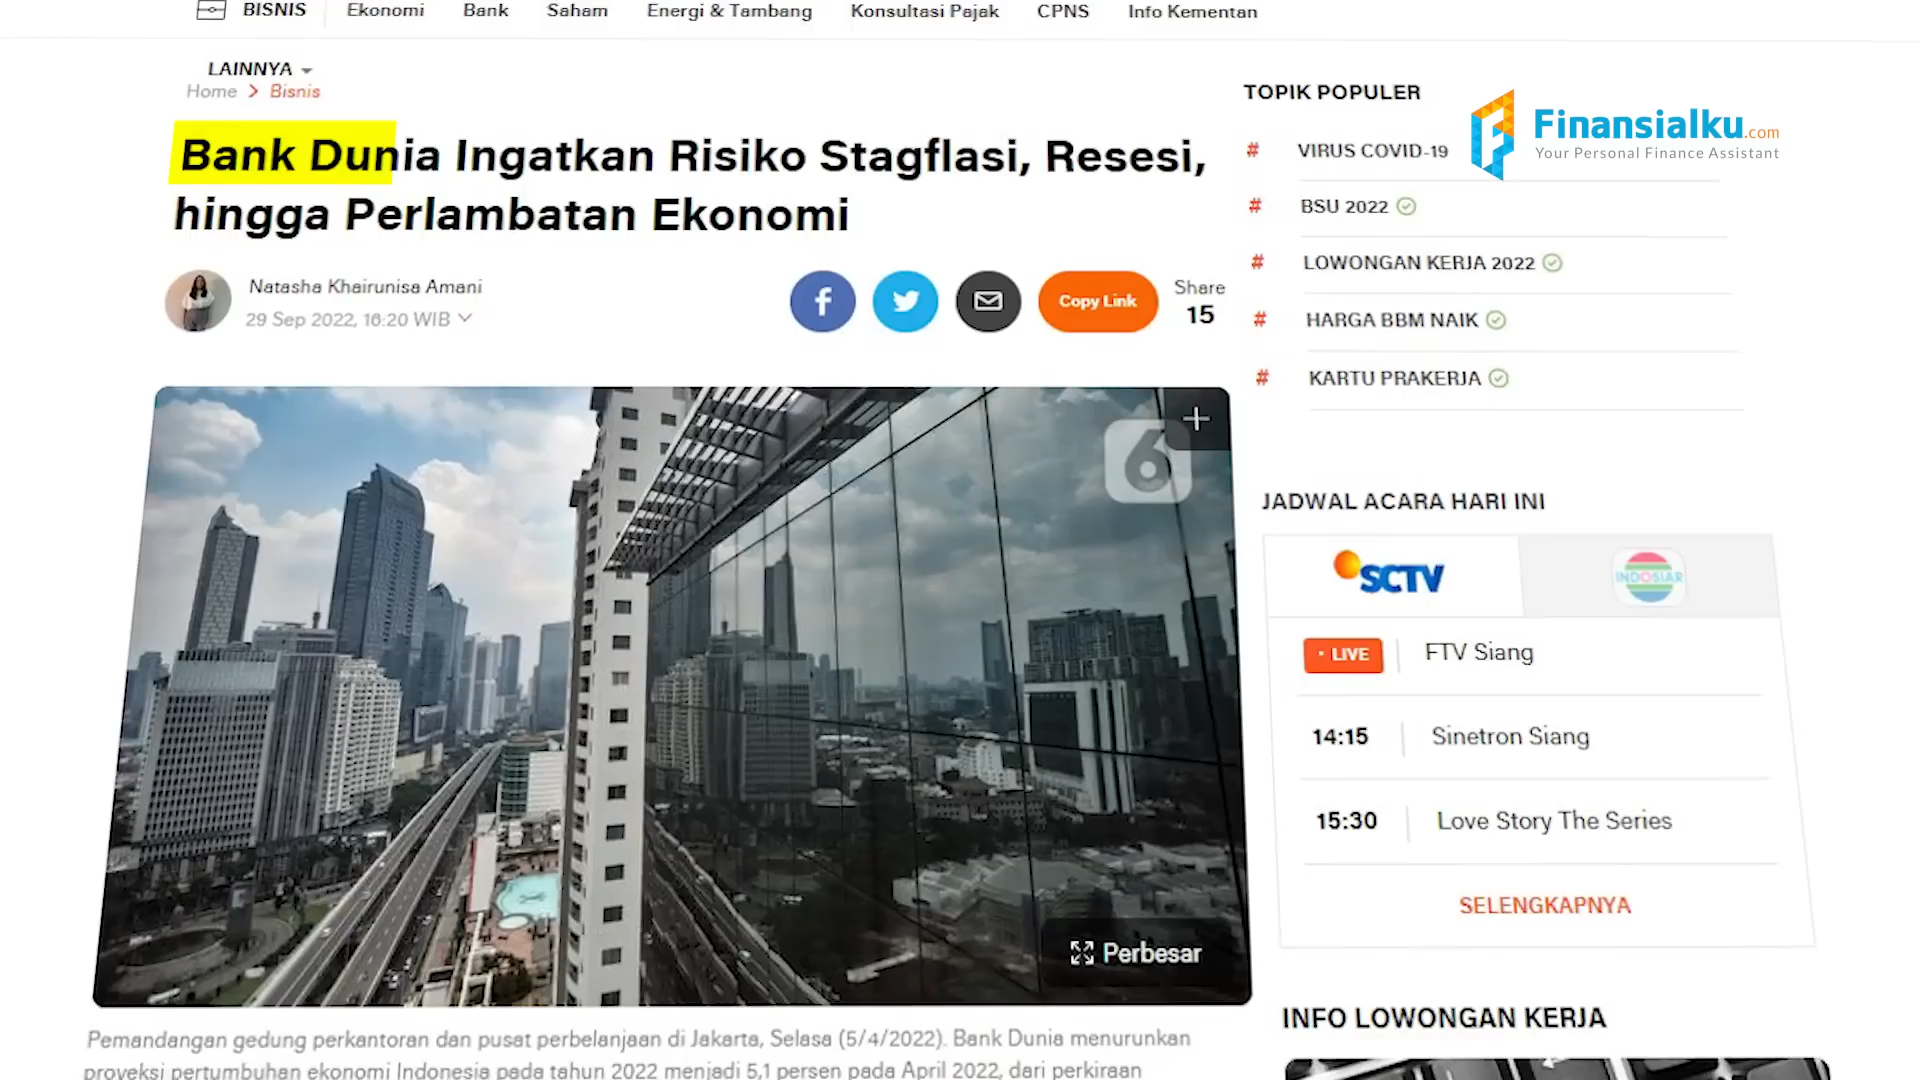 BISNIS
Ekonomi
Bank
Saham
Energi & Tambang
Konsultasi Pajak
CPNS
Info Kementan
LAINNYA
Home > Bisnis
Bank Dunia Ingatkan Risiko Stagflasi, Resesi,
hingga Perlambatan Ekonomi
Natasha Khairunisa Amani
29 Sep 2022, 16:20 WIB
f
Copy Link
Share
15
6
Perbesar
Pemandangan gedung perkantoran dan pusat perbelanjaan di Jakarta, Selasa (5/4/2022). Bank Dunia menurunkan
proyeksi pertumbuhan ekonomi Indonesia pada tahun 2022 menjadi 5,1 persen pada April 2022, dari perkiraan
TOPIK POPULER
Finansialku.com
Your Personal Finance Assistant
# VIRUS COVID-19
# BSU 2022
# LOWONGAN KERJA 2022
# HARGA BBM NAIK
# KARTU PRAKERJA
JADWAL ACARA HARI INI
SCTV
INDOSIAR
LIVE FTV Siang
14:15 Sinetron Siang
15:30 Love Story The Series
SELENGKAPNYA
INFO LOWONGAN KERJA